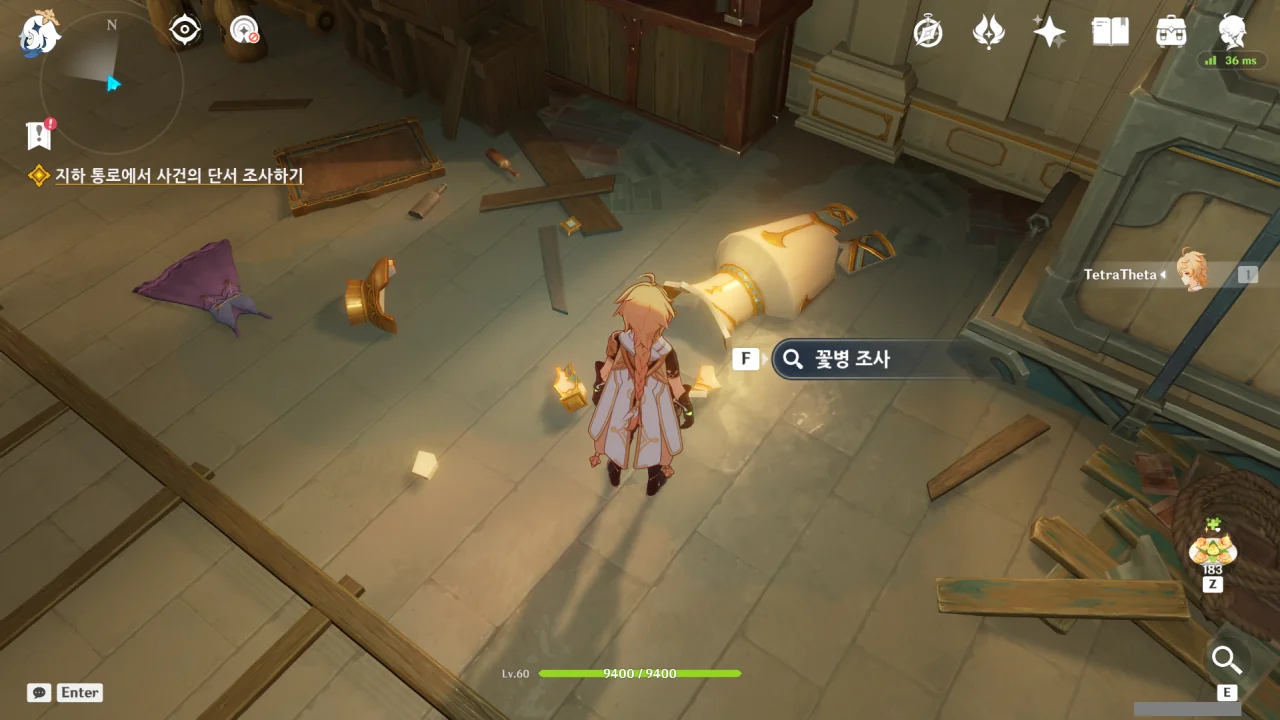 N
36 ms
지하 통로에서 사건의 단서 조사하기
TetraTheta
1
F
꽃병 조사
183
Z
Lv.60
9400 / 9400
Enter
E